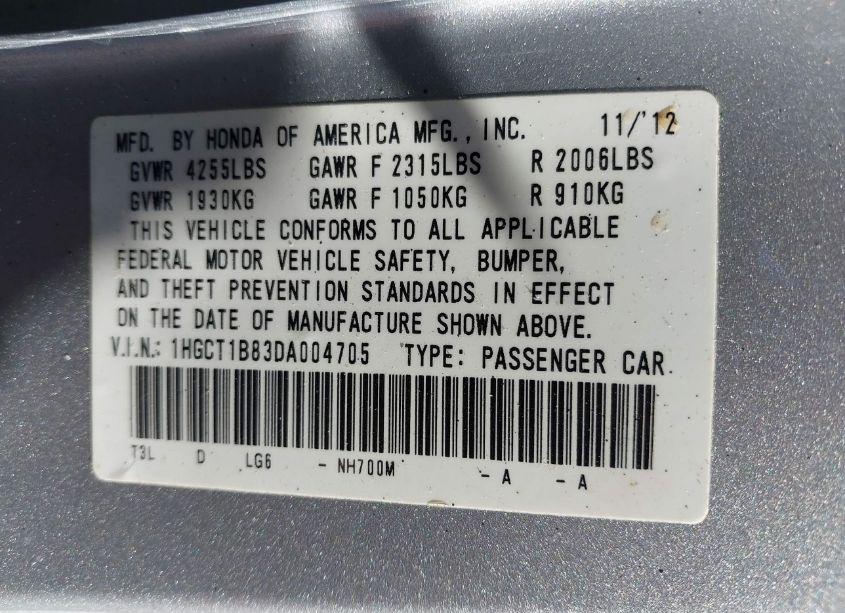 MFD. BY HONDA OF AMERICA MFG., INC. 11/'12
GVWR 4255LBS GAWR F 2315LBS R 2006LBS
GVWR 1930KG GAWR F 1050KG R 910KG
THIS VEHICLE CONFORMS TO ALL APPLICABLE
FEDERAL MOTOR VEHICLE SAFETY, BUMPER,
AND THEFT PREVENTION STANDARDS IN EFFECT
ON THE DATE OF MANUFACTURE SHOWN ABOVE.
V.I.N.: 1HGCT1B83DA004705 TYPE: PASSENGER CAR
T3L D LG6 - NH700M - A - A